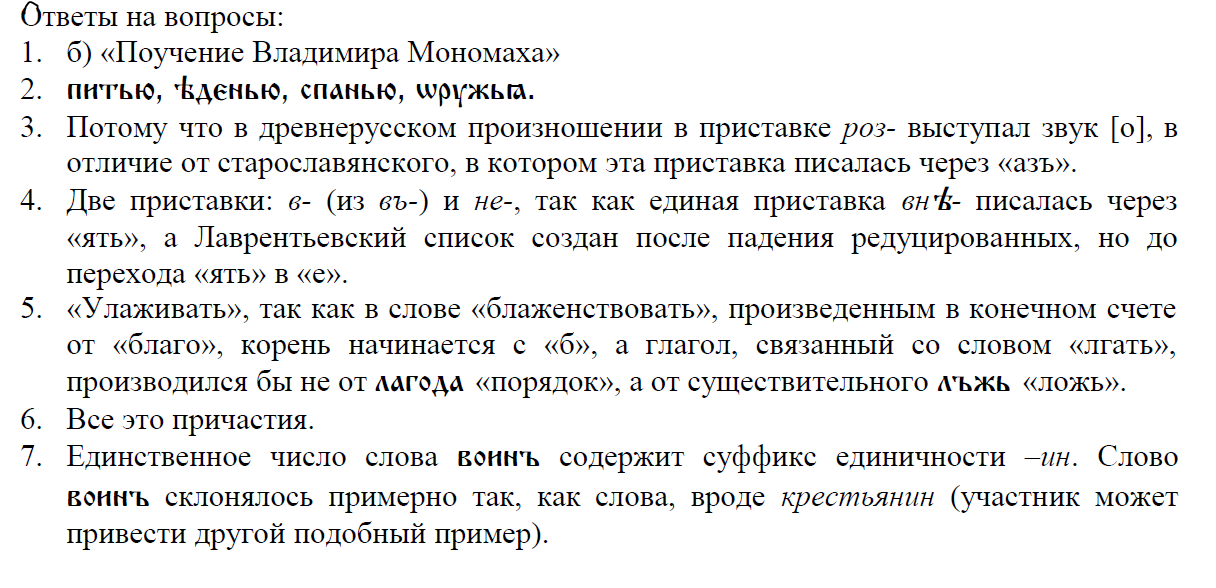 Ответы на вопросы:
1. б) «Поучение Владимира Мономаха»
2. питью, ѣденью, спанью, ѡружьꙗ.
3. Потому что в древнерусском произношении в приставке роз- выступал звук [о], в
отличие от старославянского, в котором эта приставка писалась через «азъ».
4. Две приставки: в- (из въ-) и не-, так как единая приставка внѣ- писалась через
«ять», а Лаврентьевский список создан после падения редуцированных, но до
перехода «ять» в «е».
5. «Улаживать», так как в слове «блаженствовать», произведенным в конечном счете
от «благо», корень начинается с «б», а глагол, связанный со словом «лгать»,
производился бы не от лагода «порядок», а от существительного лъжь «ложь».
6. Все это причастия.
7. Единственное число слова воинъ содержит суффикс единичности –ин. Слово
воинъ склонялось примерно так, как слова, вроде крестьянин (участник может
привести другой подобный пример).